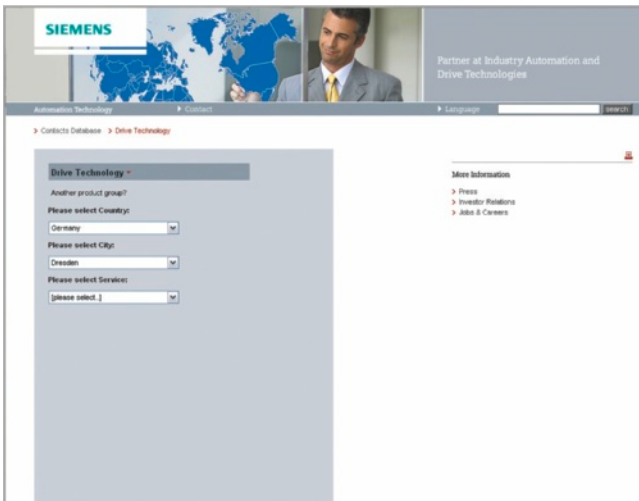 SIEMENS
Partner at Industry Automation and
Drive Technologies
Automation Technology
Contact
Language
search
Contacts Database
Drive Technology
Drive Technology
More Information
Another product group?
Press
Investor Relations
Jobs & Careers
Please select Country:
Germany
Please select City:
Dresden
Please select Service:
[please select..]